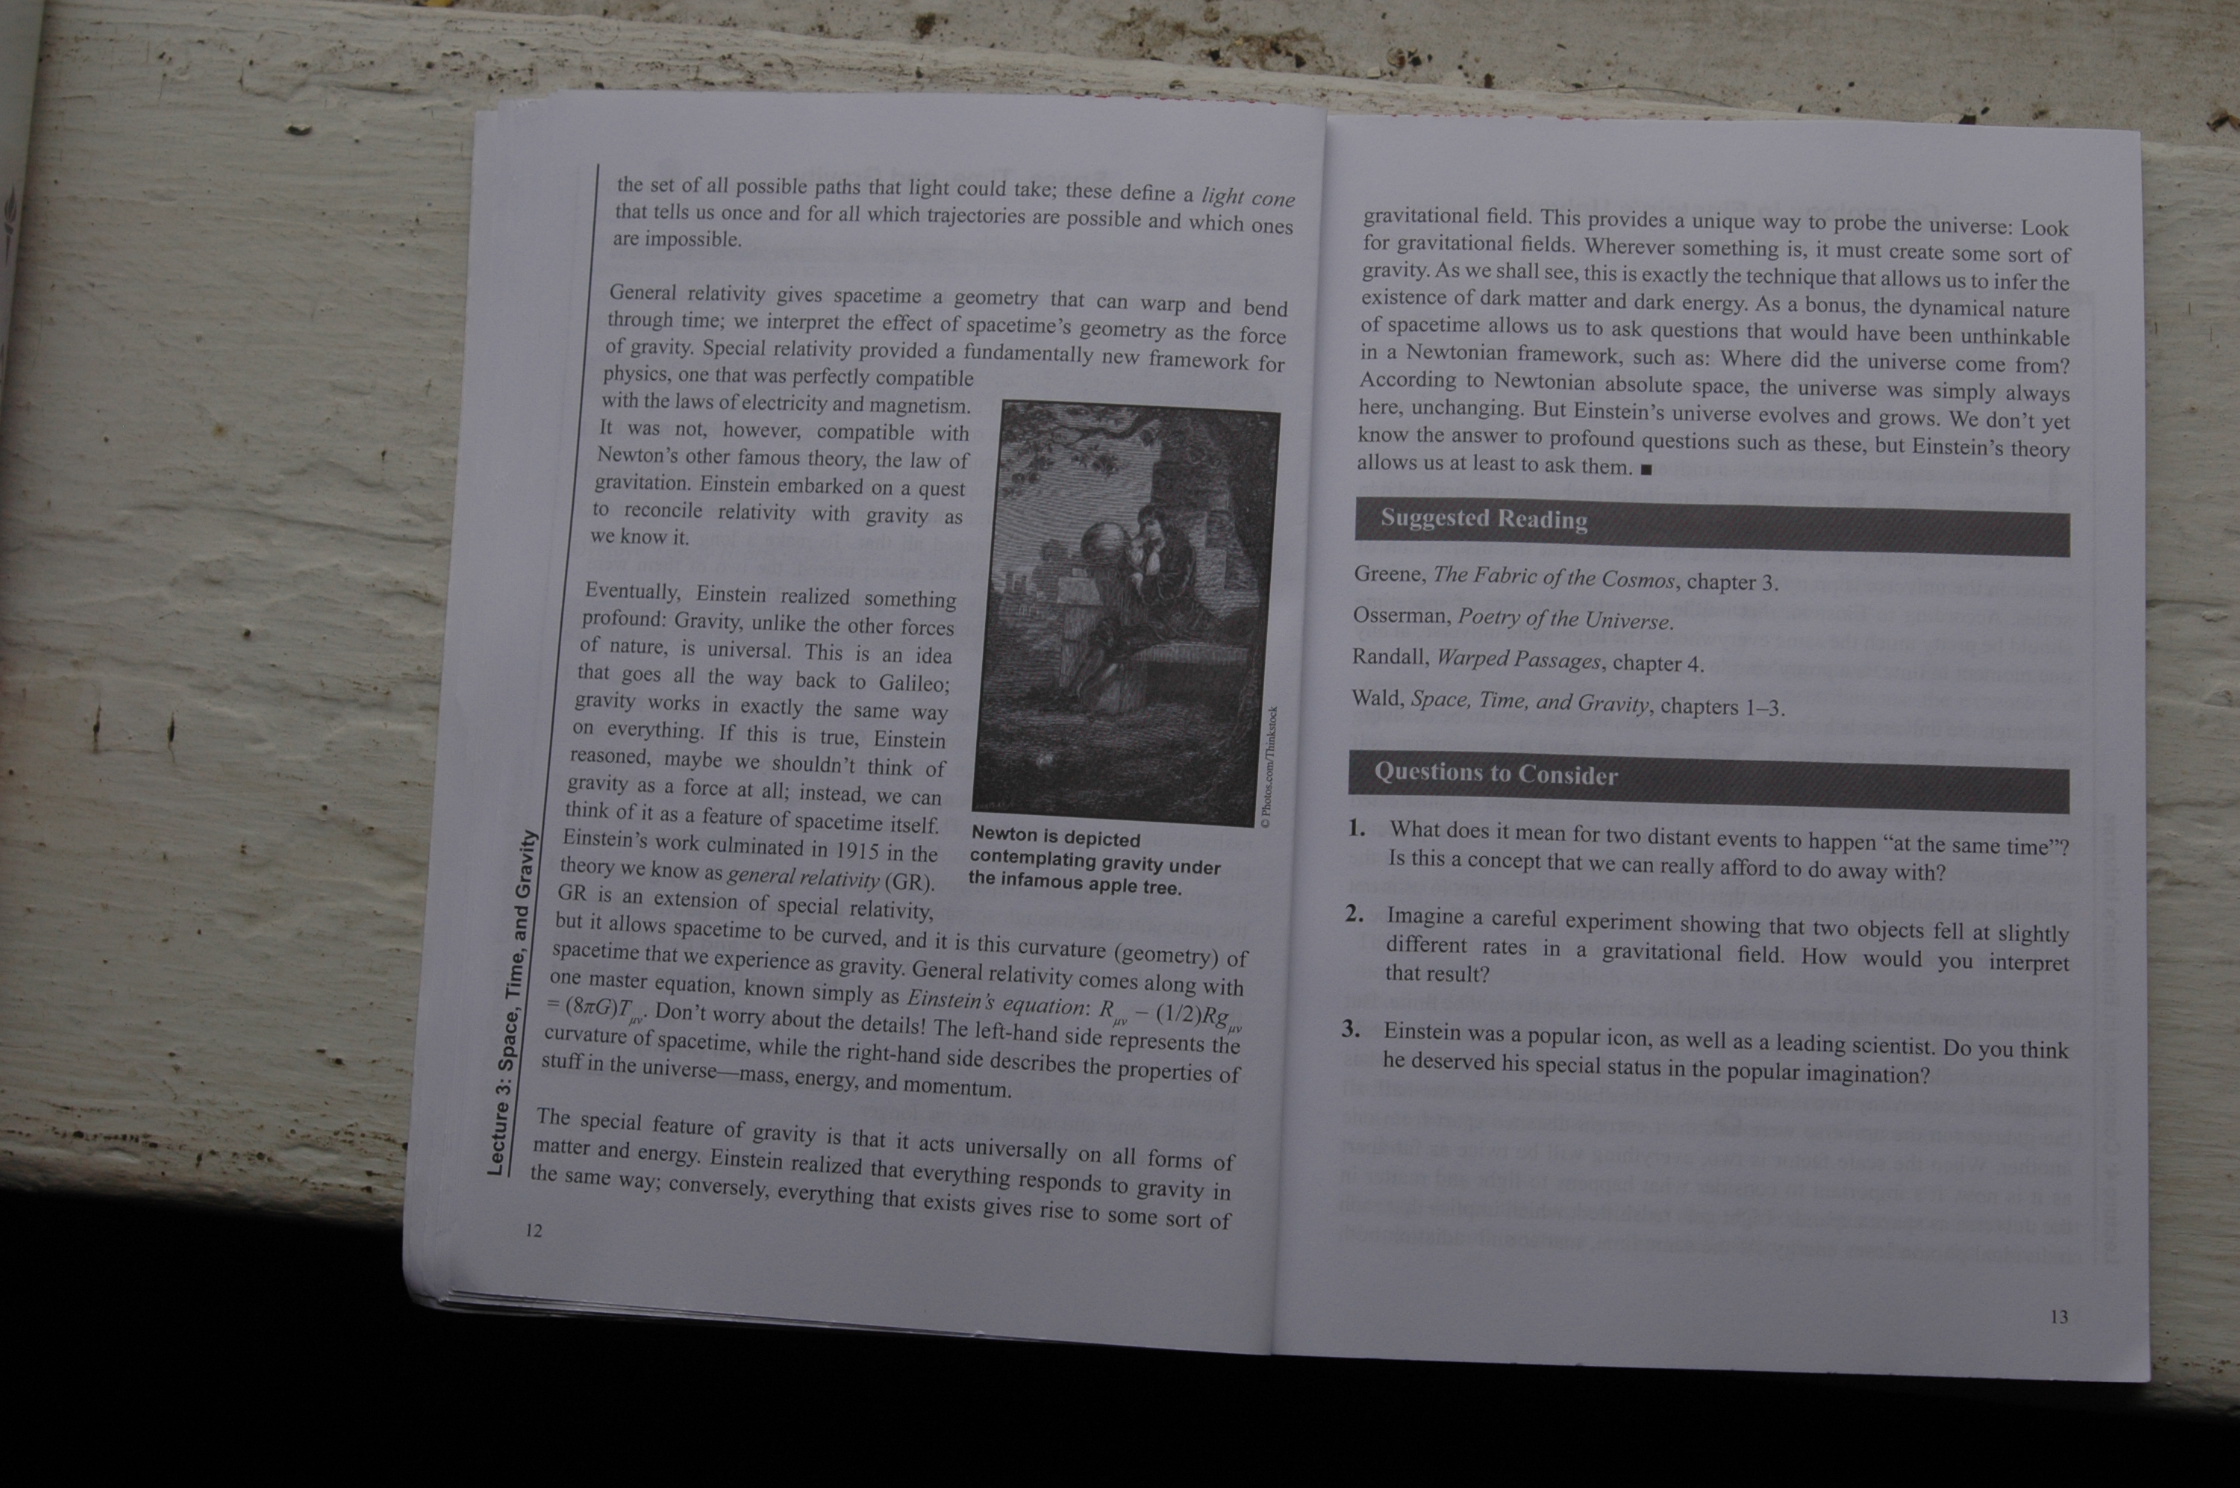 the set of all possible paths that light could take; these define a light cone
that tells us once and for all which trajectories are possible and which ones
are impossible.
General relativity gives spacetime a geometry that can warp and bend
through time; we interpret the effect of spacetime’s geometry as the force
of gravity. Special relativity provided a fundamentally new framework for
physics, one that was perfectly compatible
with the laws of electricity and magnetism.
It was not, however, compatible with
Newton’s other famous theory, the law of
gravitation. Einstein embarked on a quest
to reconcile relativity with gravity as
we know it.
Eventually, Einstein realized something
profound: Gravity, unlike the other forces
of nature, is universal. This is an idea
that goes all the way back to Galileo;
gravity works in exactly the same way
on everything. If this is true, Einstein
reasoned, maybe we shouldn’t think of
gravity as a force at all; instead, we can
think of it as a feature of spacetime itself.
Einstein’s work culminated in 1915 in the
theory we know as general relativity (GR).
GR is an extension of special relativity,
but it allows spacetime to be curved, and it is this curvature (geometry) of
spacetime that we experience as gravity. General relativity comes along with
one master equation, known simply as Einstein’s equation: Rμν − (1/2)Rgμν
= (8πG)Tμν. Don’t worry about the details! The left-hand side represents the
curvature of spacetime, while the right-hand side describes the properties of
stuff in the universe—mass, energy, and momentum.
The special feature of gravity is that it acts universally on all forms of
matter and energy. Einstein realized that everything responds to gravity in
the same way; conversely, everything that exists gives rise to some sort of
© Photos.com/Thinkstock
Newton is depicted
contemplating gravity under
the infamous apple tree.
Lecture 3: Space, Time, and Gravity
12
gravitational field. This provides a unique way to probe the universe: Look
for gravitational fields. Wherever something is, it must create some sort of
gravity. As we shall see, this is exactly the technique that allows us to infer the
existence of dark matter and dark energy. As a bonus, the dynamical nature
of spacetime allows us to ask questions that would have been unthinkable
in a Newtonian framework, such as: Where did the universe come from?
According to Newtonian absolute space, the universe was simply always
here, unchanging. But Einstein’s universe evolves and grows. We don’t yet
know the answer to profound questions such as these, but Einstein’s theory
allows us at least to ask them. ■
Suggested Reading
Greene, The Fabric of the Cosmos, chapter 3.
Osserman, Poetry of the Universe.
Randall, Warped Passages, chapter 4.
Wald, Space, Time, and Gravity, chapters 1–3.
Questions to Consider
1. What does it mean for two distant events to happen “at the same time”?
Is this a concept that we can really afford to do away with?
2. Imagine a careful experiment showing that two objects fell at slightly
different rates in a gravitational field. How would you interpret
that result?
3. Einstein was a popular icon, as well as a leading scientist. Do you think
he deserved his special status in the popular imagination?
13